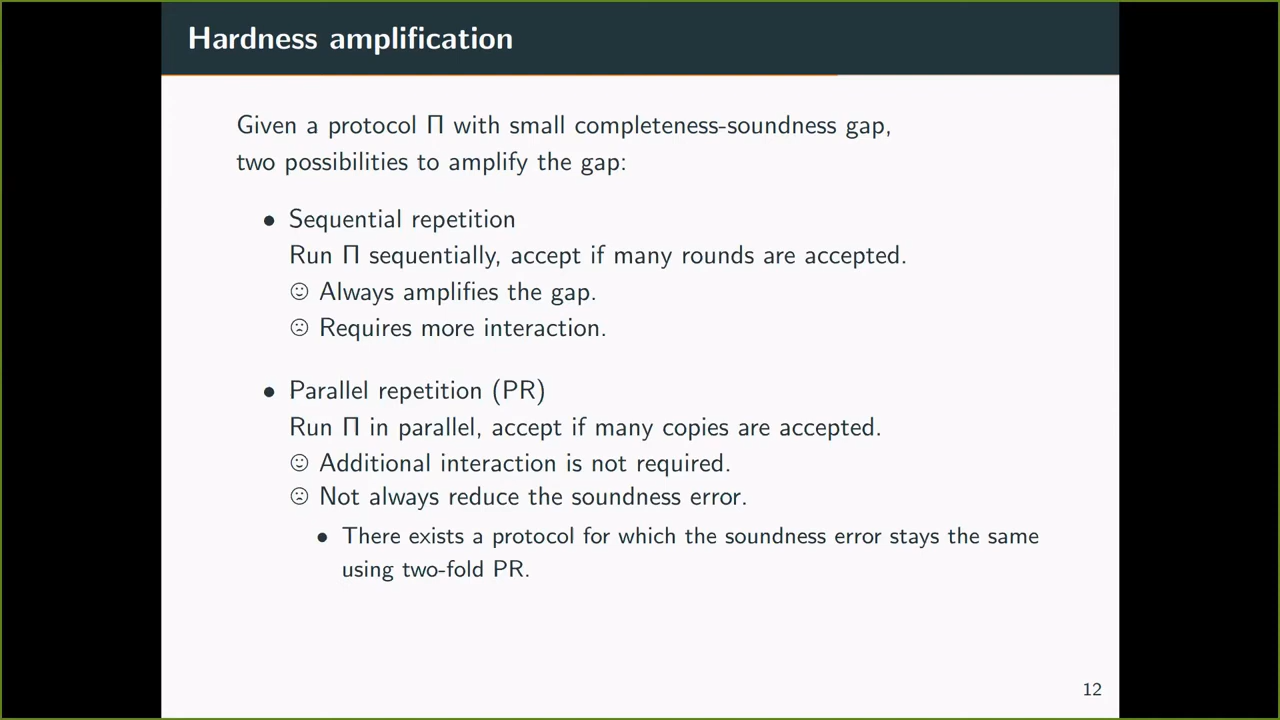 Hardness amplification
Given a protocol Π with small completeness-soundness gap,
two possibilities to amplify the gap:
• Sequential repetition
Run Π sequentially, accept if many rounds are accepted.
☺ Always amplifies the gap.
☹ Requires more interaction.
• Parallel repetition (PR)
Run Π in parallel, accept if many copies are accepted.
☺ Additional interaction is not required.
☹ Not always reduce the soundness error.
• There exists a protocol for which the soundness error stays the same
using two-fold PR.
12